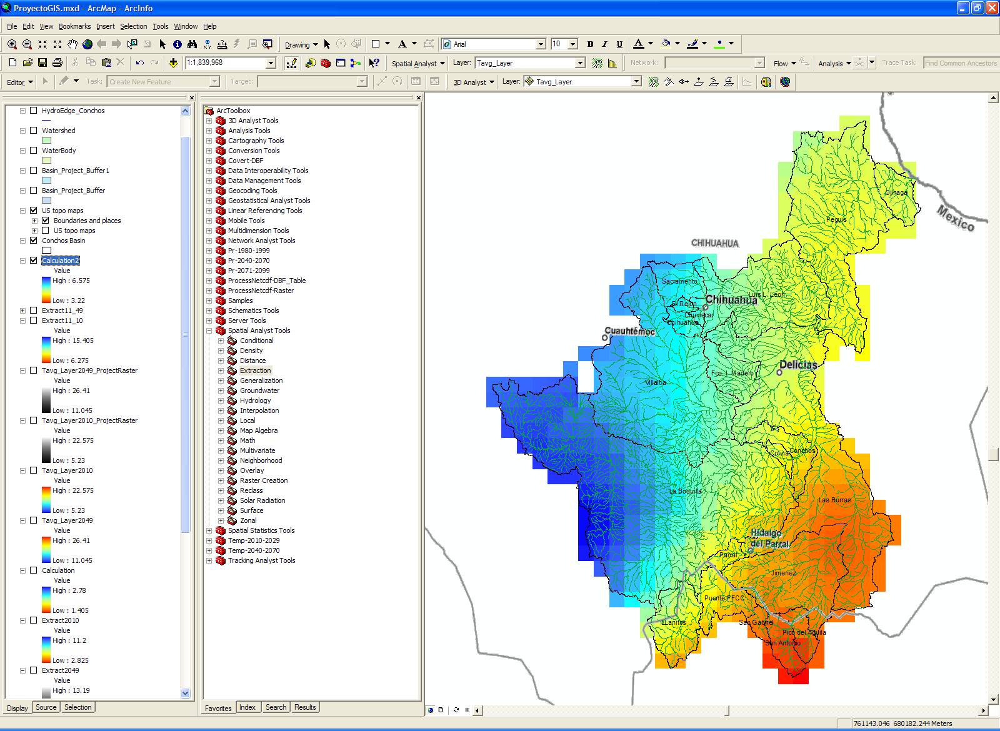 ProyectoGIS.mxd - ArcMap - ArcInfo
File Edit View Bookmarks Insert Selection Tools Window Help
Drawing Arial 10 B I U A
1:1,839,968 Spatial Analyst Layer: Tavg_Layer Network: Flow Analysis Trace Task: Find Common Ancestors
Editor Task: Create New Feature Target: 3D Analyst Layer: Tavg_Layer
HydroEdge_Conchos
Watershed
WaterBody
Basin_Project_Buffer1
Basin_Project_Buffer
US topo maps
Boundaries and places
US topo maps
Conchos Basin
Calculation2
Value
High : 6.575
Low : 3.22
Extract11_49
Extract11_10
Value
High : 15.405
Low : 6.275
Tavg_Layer2049_ProjectRaster
Value
High : 26.41
Low : 11.045
Tavg_Layer2010_ProjectRaster
Value
High : 22.575
Low : 5.23
Tavg_Layer2010
Value
High : 22.575
Low : 5.23
Tavg_Layer2049
Value
High : 26.41
Low : 11.045
Calculation
Value
High : 2.78
Low : 1.405
Extract2010
Value
High : 11.2
Low : 2.825
Extract2049
Value
High : 13.19
Display Source Selection
ArcToolbox
3D Analyst Tools
Analysis Tools
Cartography Tools
Conversion Tools
Covert-DBF
Data Interoperability Tools
Data Management Tools
Geocoding Tools
Geostatistical Analyst Tools
Linear Referencing Tools
Mobile Tools
Multidimension Tools
Network Analyst Tools
Pr-1980-1999
Pr-2040-2070
Pr-2071-2099
ProcessNetcdf-DBF_Table
ProcessNetcdf-Raster
Samples
Schematics Tools
Server Tools
Spatial Analyst Tools
Conditional
Density
Distance
Extraction
Generalization
Groundwater
Hydrology
Interpolation
Local
Map Algebra
Math
Multivariate
Neighborhood
Overlay
Raster Creation
Reclass
Solar Radiation
Surface
Zonal
Spatial Statistics Tools
Temp-2010-2029
Temp-2040-2070
Tracking Analyst Tools
Favorites Index Search Results
Ojinaga
Mexico
Peguis
CHIHUAHUA
Sacramento
Luis L. Leon
El Rejon
Chihuahua
Chuviscar
Chihuahua
Cuauhtémoc
Delicias
Fco. I. Madero
Villalba
Colina
Conchos
La Boquilla
Las Burras
Hidalgo
del Parral
Parral
Jimenez
Puente FFCC
LLanitos
San Gabriel
Pico del Aguila
San Antonio
761143.046 680182.244 Meters